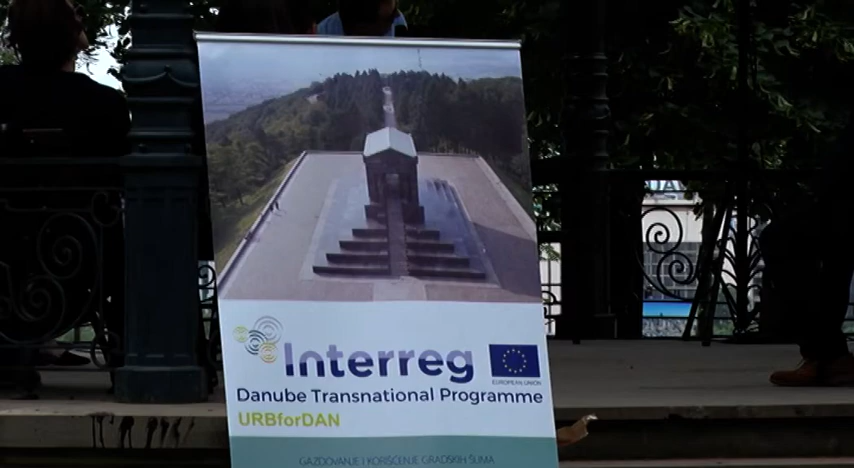 Interreg
EUROPEAN UNION
Danube Transnational Programme
URBforDAN
GAZDOVANJE I KORIŠĆENJE GRADSKIH ŠUMA